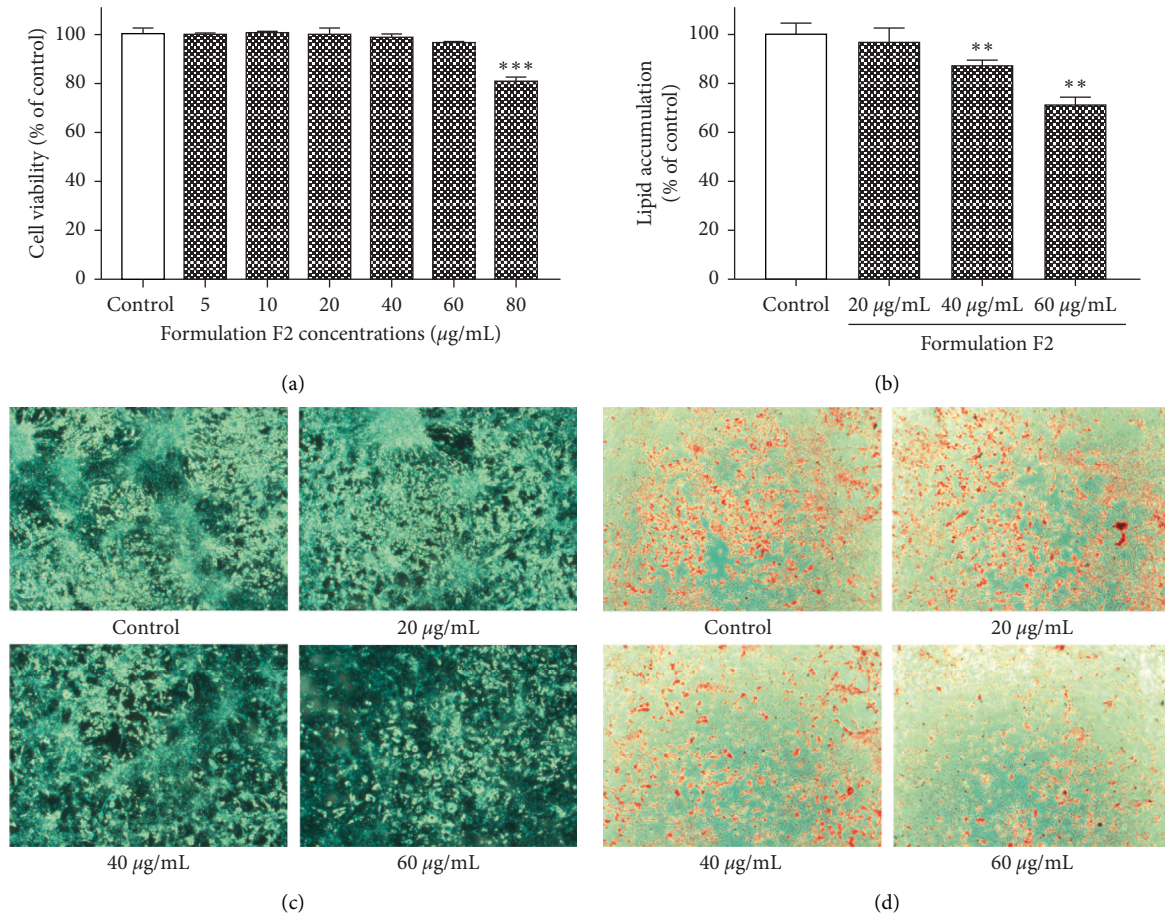 Cell viability (% of control)
100
80
60
40
20
0
***
Control
5
10
20
40
60
80
Formulation F2 concentrations (µg/mL)
(a)
Lipid accumulation
(% of control)
100
80
60
40
20
0
**
**
Control
20 µg/mL
40 µg/mL
60 µg/mL
Formulation F2
(b)
Control
20 µg/mL
40 µg/mL
60 µg/mL
(c)
Control
20 µg/mL
40 µg/mL
60 µg/mL
(d)